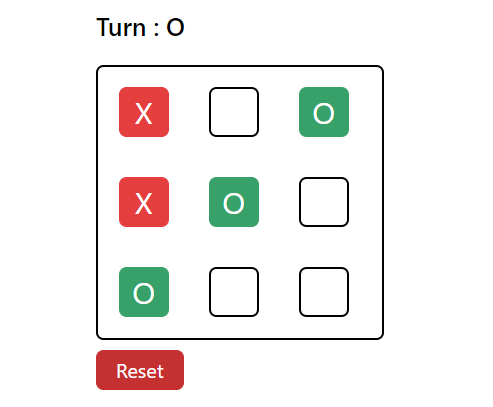 Turn : O
X O
X O
O
Reset